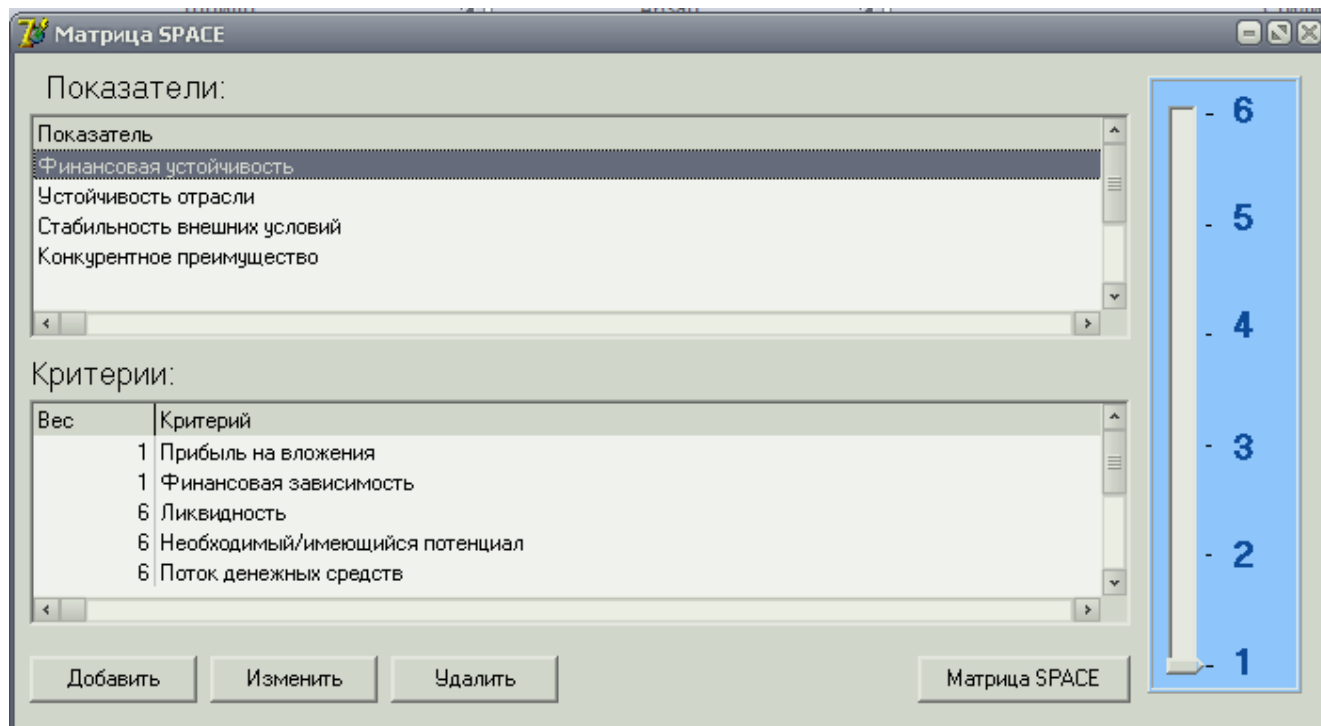 Матрица SPACE
Показатели:
Показатель
Финансовая устойчивость
Устойчивость отрасли
Стабильность внешних условий
Конкурентное преимущество
Критерии:
Вес Критерий
1 Прибыль на вложения
1 Финансовая зависимость
6 Ликвидность
6 Необходимый/имеющийся потенциал
6 Поток денежных средств
Добавить Изменить Удалить Матрица SPACE
6
5
4
3
2
1